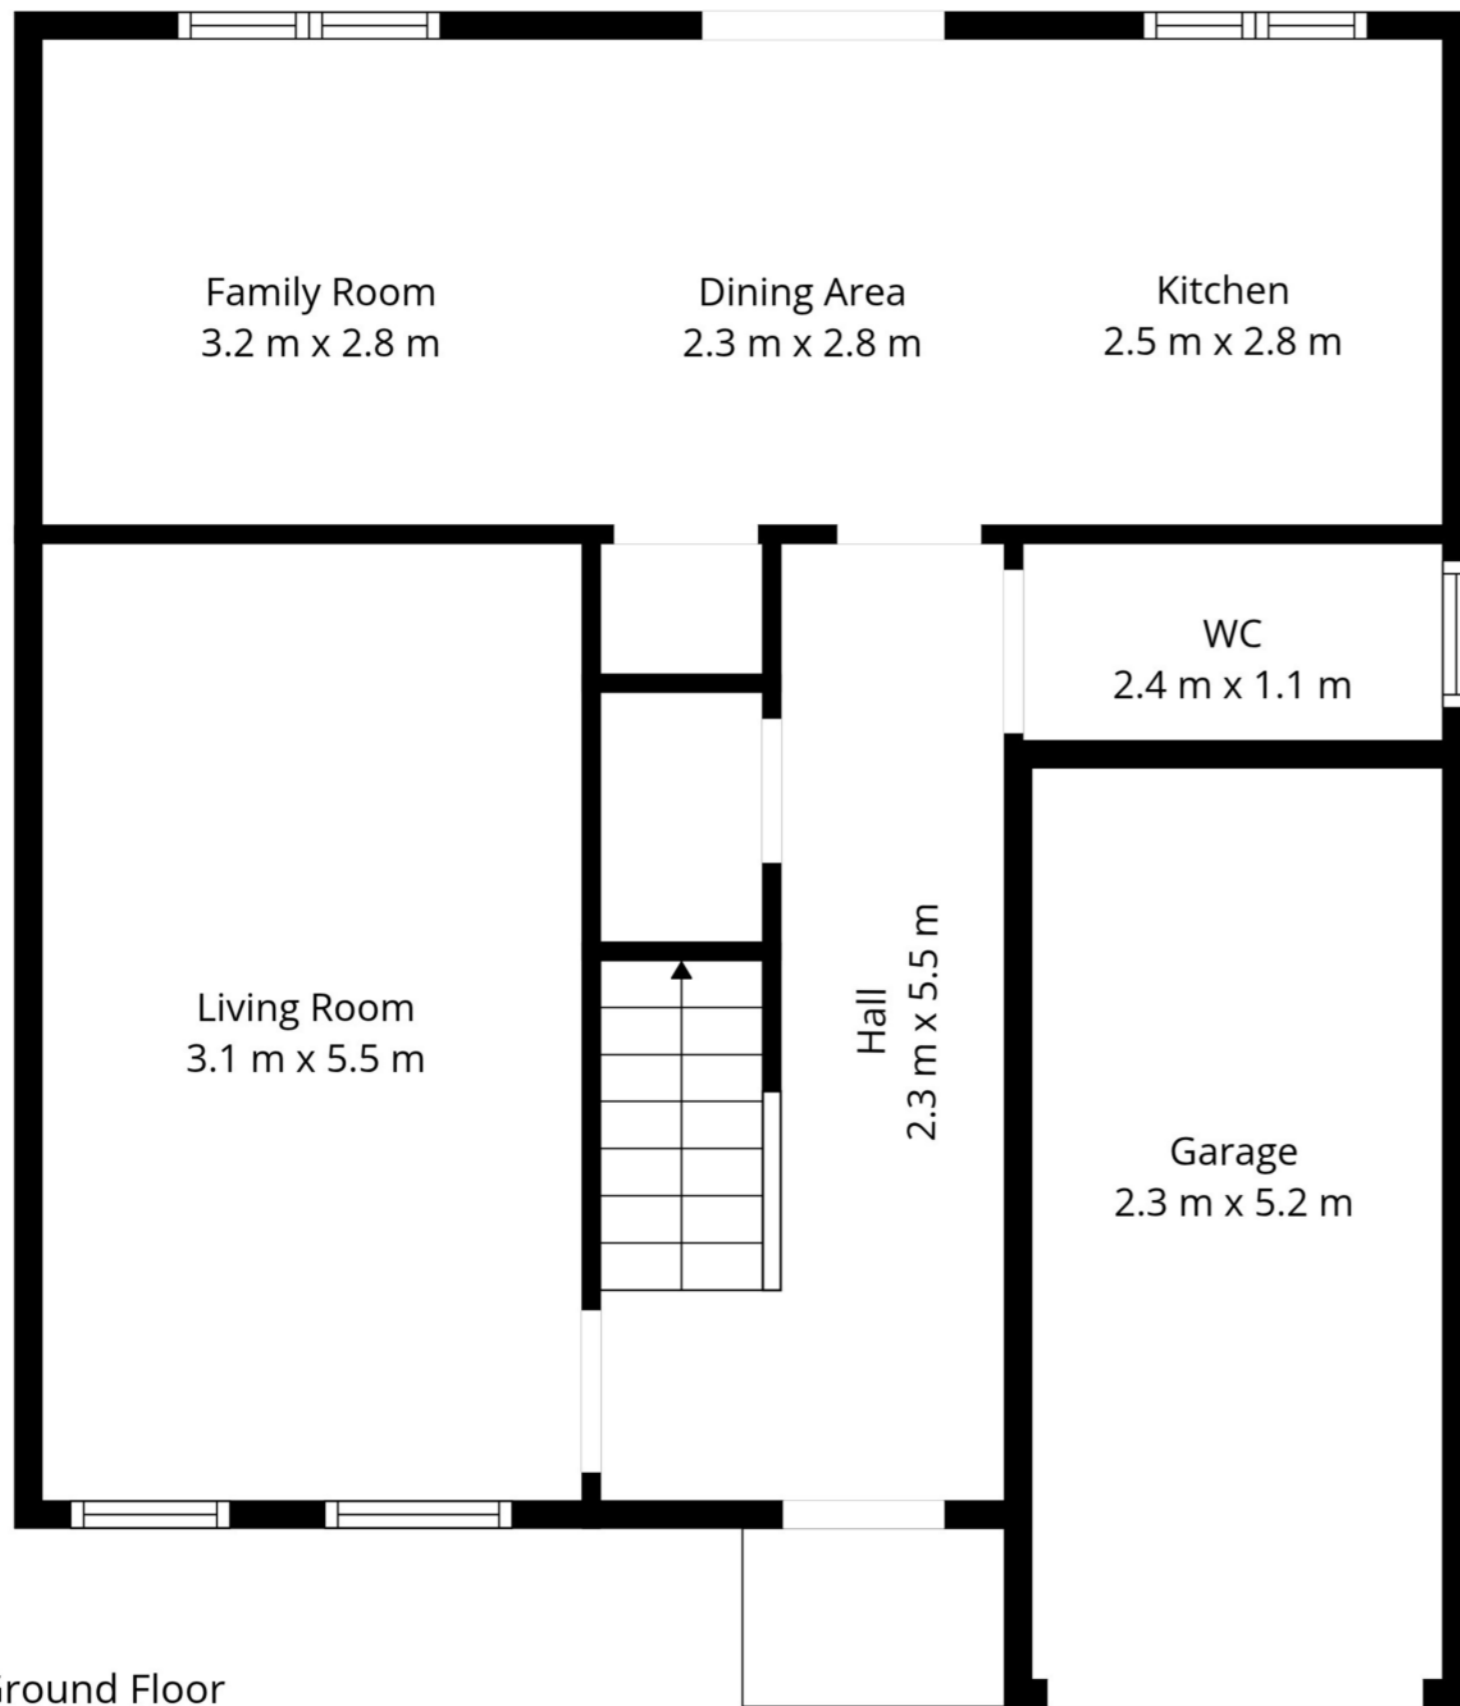 Family Room
3.2 m x 2.8 m
Dining Area
2.3 m x 2.8 m
Kitchen
2.5 m x 2.8 m
WC
2.4 m x 1.1 m
Living Room
3.1 m x 5.5 m
Hall
2.3 m x 5.5 m
Garage
2.3 m x 5.2 m
Ground Floor